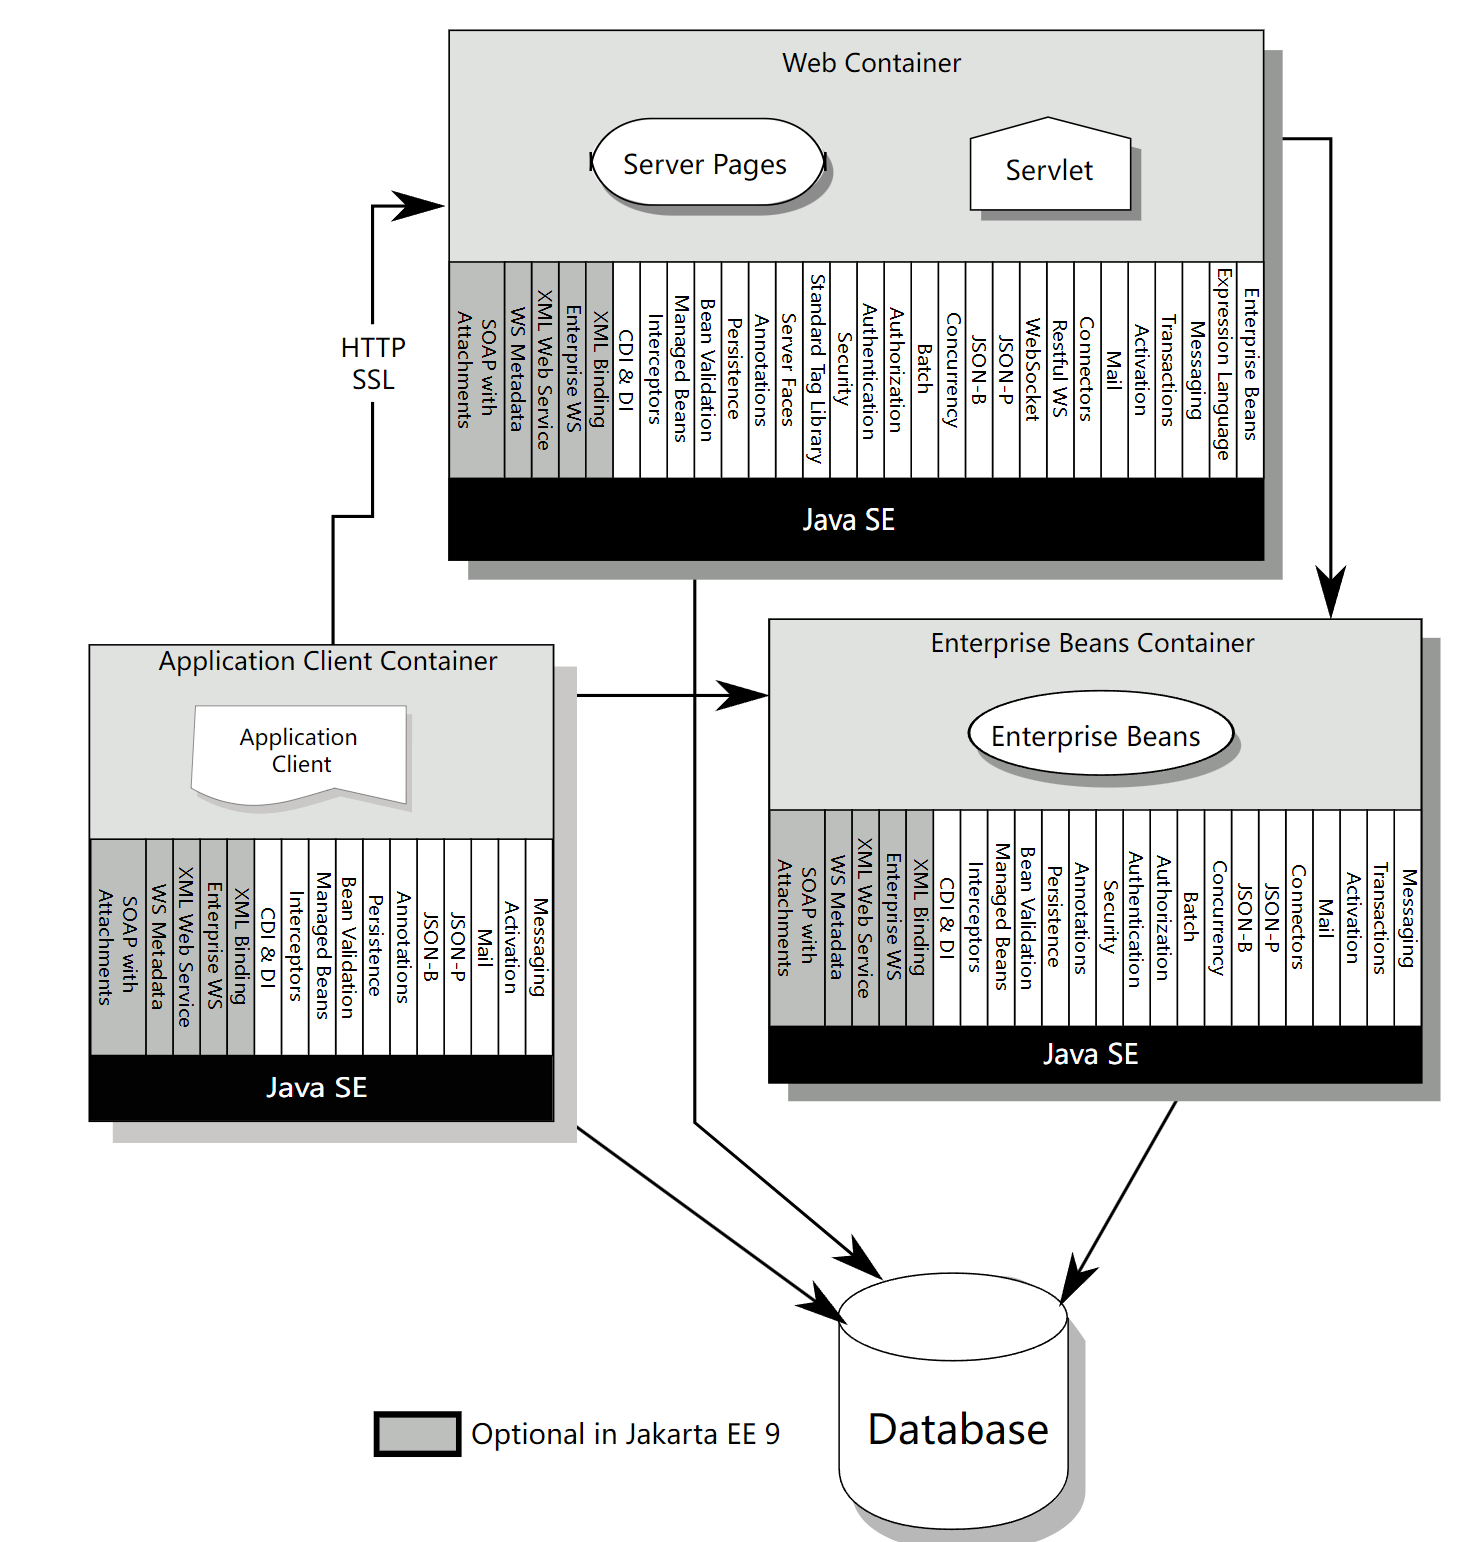 Web Container
Server Pages
Servlet
HTTP
SSL
SOAP with
Attachments
WS Metadata
XML Web Service
Enterprise WS
XML Binding
CDI & DI
Interceptors
Managed Beans
Bean Validation
Persistence
Annotations
Server Faces
Standard Tag Library
Security
Authentication
Authorization
Batch
Concurrency
JSON-B
JSON-P
WebSocket
Restful WS
Connectors
Mail
Activation
Transactions
Messaging
Expression Language
Enterprise Beans
Java SE
Application Client Container
Application
Client
SOAP with
Attachments
WS Metadata
XML Web Service
Enterprise WS
XML Binding
CDI & DI
Interceptors
Managed Beans
Bean Validation
Persistence
Annotations
JSON-B
JSON-P
Mail
Activation
Messaging
Java SE
Enterprise Beans Container
Enterprise Beans
SOAP with
Attachments
WS Metadata
XML Web Service
Enterprise WS
XML Binding
CDI & DI
Interceptors
Managed Beans
Bean Validation
Persistence
Annotations
Security
Authentication
Authorization
Batch
Concurrency
JSON-B
JSON-P
Connectors
Mail
Activation
Transactions
Messaging
Java SE
Optional in Jakarta EE 9
Database